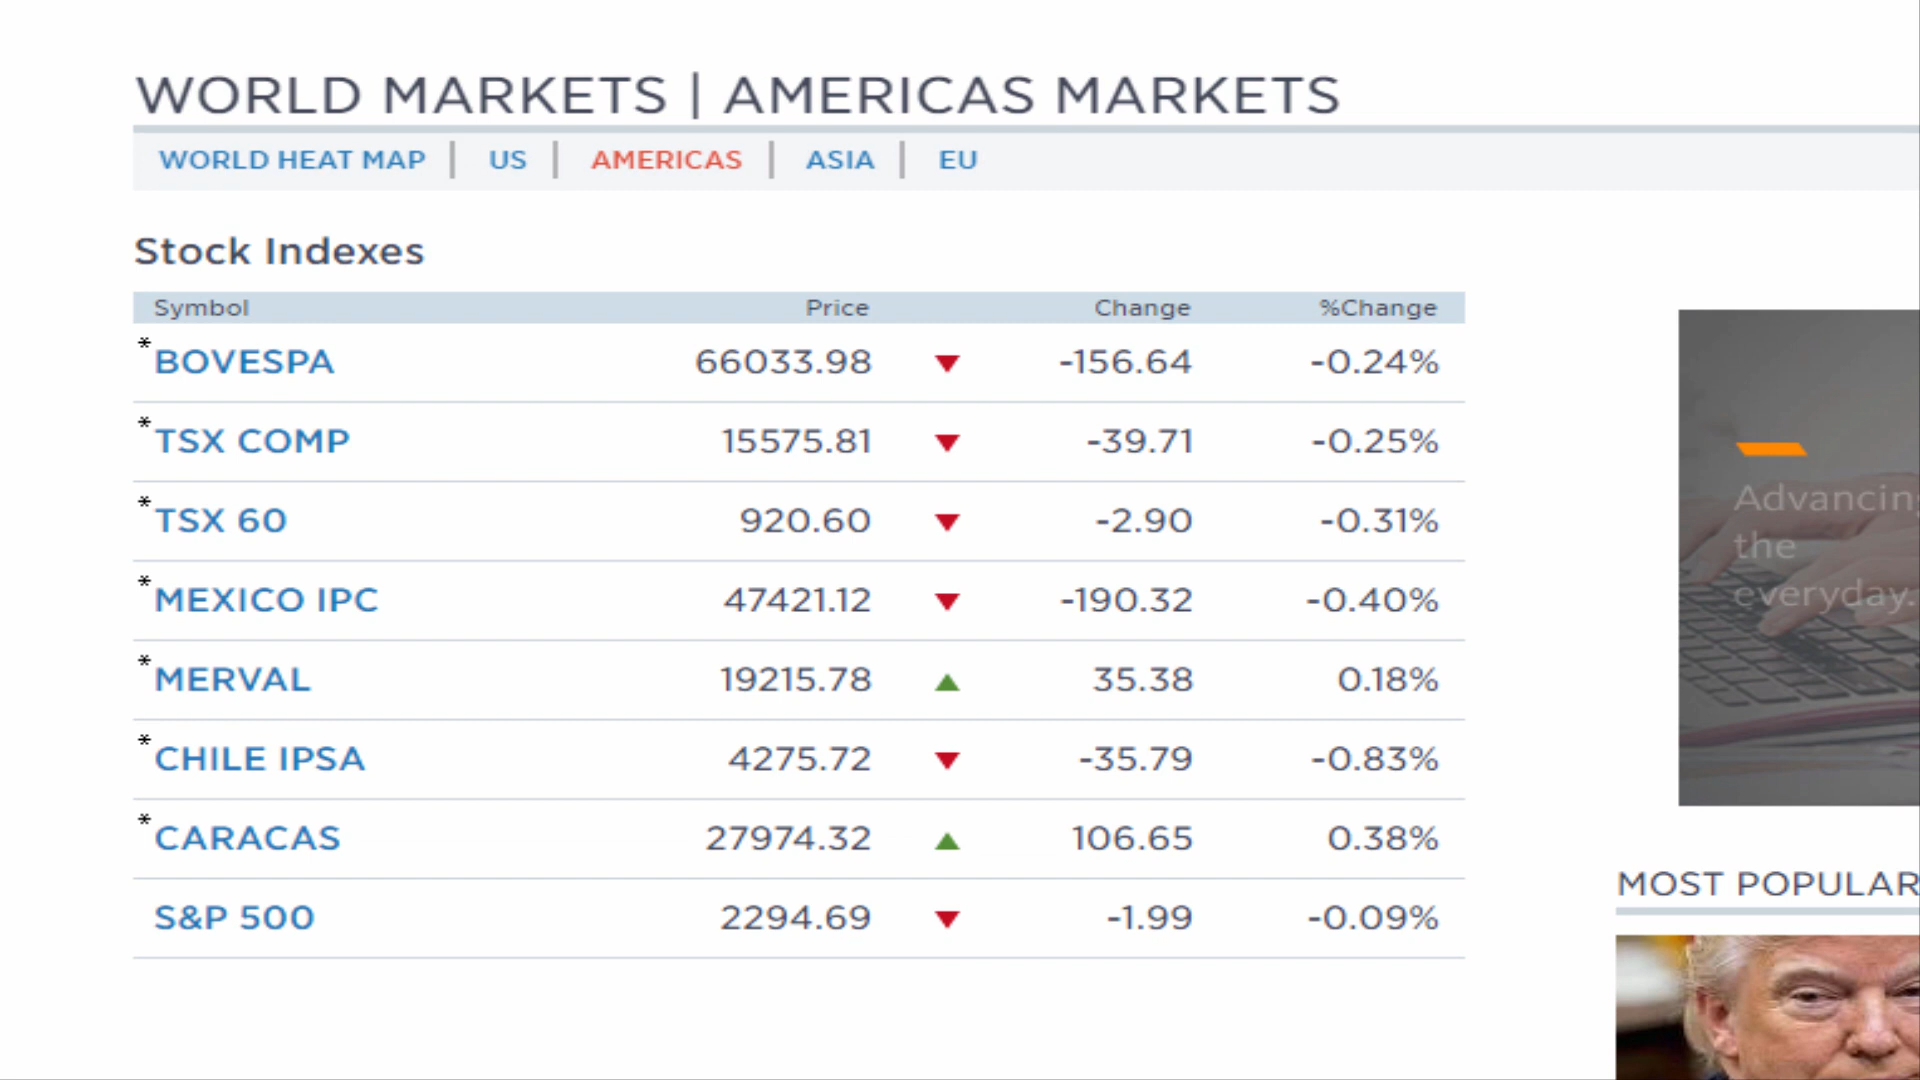 WORLD MARKETS | AMERICAS MARKETS
WORLD HEAT MAP | US | AMERICAS | ASIA | EU
Stock Indexes
Symbol Price Change %Change
*BOVESPA 66033.98 ▼ -156.64 -0.24%
*TSX COMP 15575.81 ▼ -39.71 -0.25%
*TSX 60 920.60 ▼ -2.90 -0.31%
*MEXICO IPC 47421.12 ▼ -190.32 -0.40%
*MERVAL 19215.78 ▲ 35.38 0.18%
*CHILE IPSA 4275.72 ▼ -35.79 -0.83%
*CARACAS 27974.32 ▲ 106.65 0.38%
S&P 500 2294.69 ▼ -1.99 -0.09%
Advancin
the
everyday.
MOST POPULAR